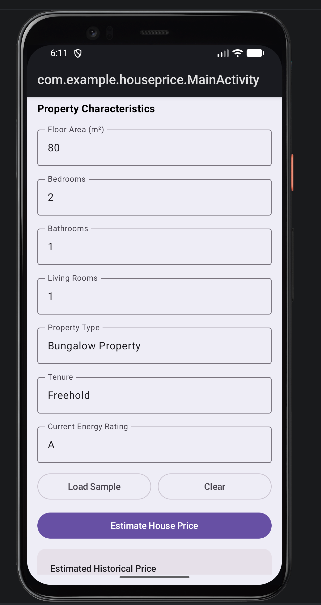 6:11
com.example.houseprice.MainActivity
Property Characteristics
Floor Area (m²)
80
Bedrooms
2
Bathrooms
1
Living Rooms
1
Property Type
Bungalow Property
Tenure
Freehold
Current Energy Rating
A
Load Sample
Clear
Estimate House Price
Estimated Historical Price